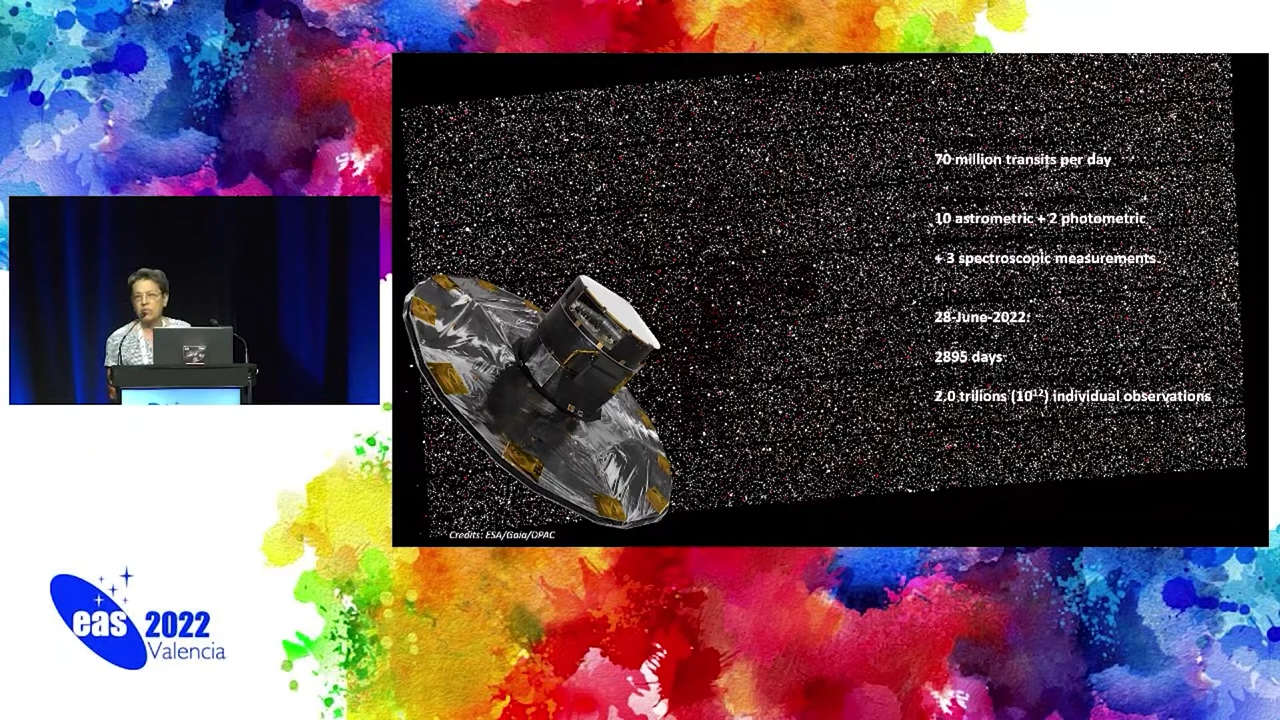 70 million transits per day
10 astrometric + 2 photometric
+ 3 spectroscopic measurements
28-June-2022:
2895 days
2,0 trilions (10¹²) individual observations
Credits: ESA/Gaia/DPAC
eas 2022
Valencia